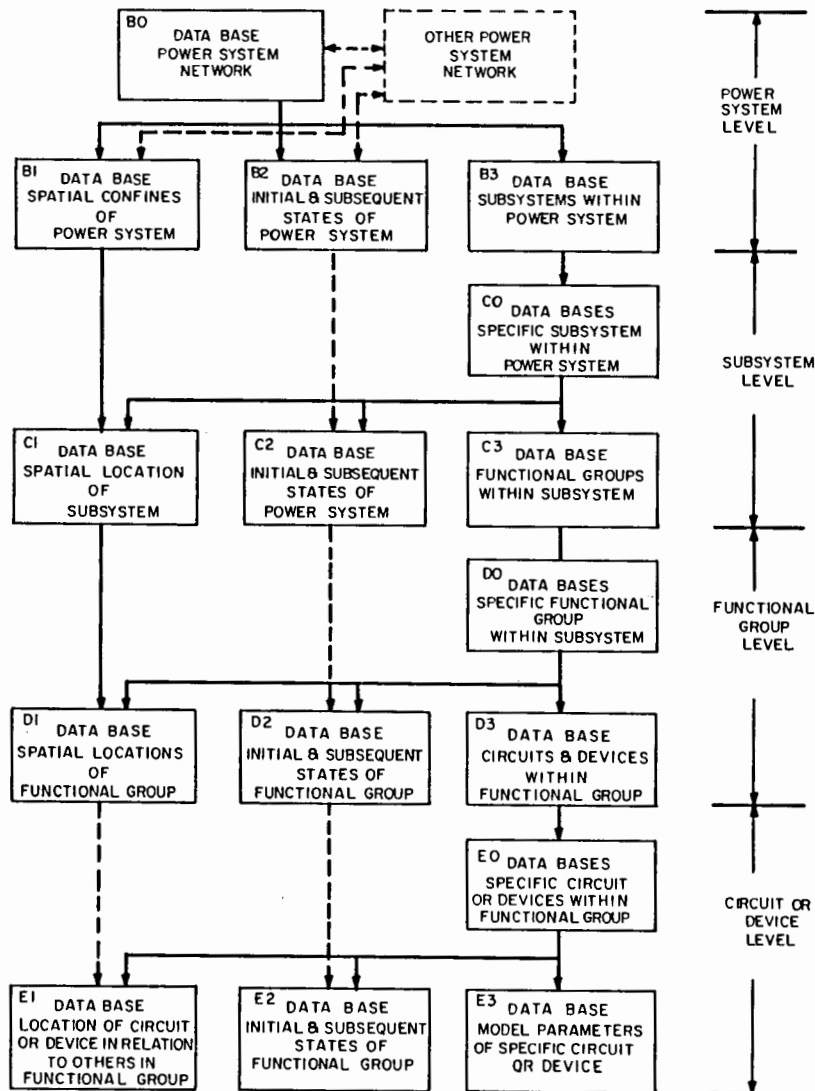 B0
DATA BASE
POWER SYSTEM
NETWORK
OTHER POWER
SYSTEM
NETWORK
POWER
SYSTEM
LEVEL
B1
DATA BASE
SPATIAL CONFINES
OF
POWER SYSTEM
B2
DATA BASE
INITIAL & SUBSEQUENT
STATES OF
POWER SYSTEM
B3
DATA BASE
SUBSYSTEMS WITHIN
POWER SYSTEM
C0
DATA BASES
SPECIFIC SUBSYSTEM
WITHIN
POWER SYSTEM
SUBSYSTEM
LEVEL
C1
DATA BASE
SPATIAL LOCATION
OF
SUBSYSTEM
C2
DATA BASE
INITIAL & SUBSEQUENT
STATES OF
POWER SYSTEM
C3
DATA BASE
FUNCTIONAL GROUPS
WITHIN SUBSYSTEM
D0
DATA BASES
SPECIFIC FUNCTIONAL
GROUP
WITHIN SUBSYSTEM
FUNCTIONAL
GROUP LEVEL
D1
DATA BASE
SPATIAL LOCATIONS
OF
FUNCTIONAL GROUP
D2
DATA BASE
INITIAL & SUBSEQUENT
STATES OF
FUNCTIONAL GROUP
D3
DATA BASE
CIRCUITS & DEVICES
WITHIN
FUNCTIONAL GROUP
E0
DATA BASES
SPECIFIC CIRCUIT
OR DEVICES WITHIN
FUNCTIONAL GROUP
CIRCUIT OR
DEVICE
LEVEL
E1
DATA BASE
LOCATION OF CIRCUIT
OR DEVICE IN RELATION
TO OTHERS IN
FUNCTIONAL GROUP
E2
DATA BASE
INITIAL & SUBSEQUENT
STATES OF
FUNCTIONAL GROUP
E3
DATA BASE
MODEL PARAMETERS
OF SPECIFIC CIRCUIT
OR DEVICE